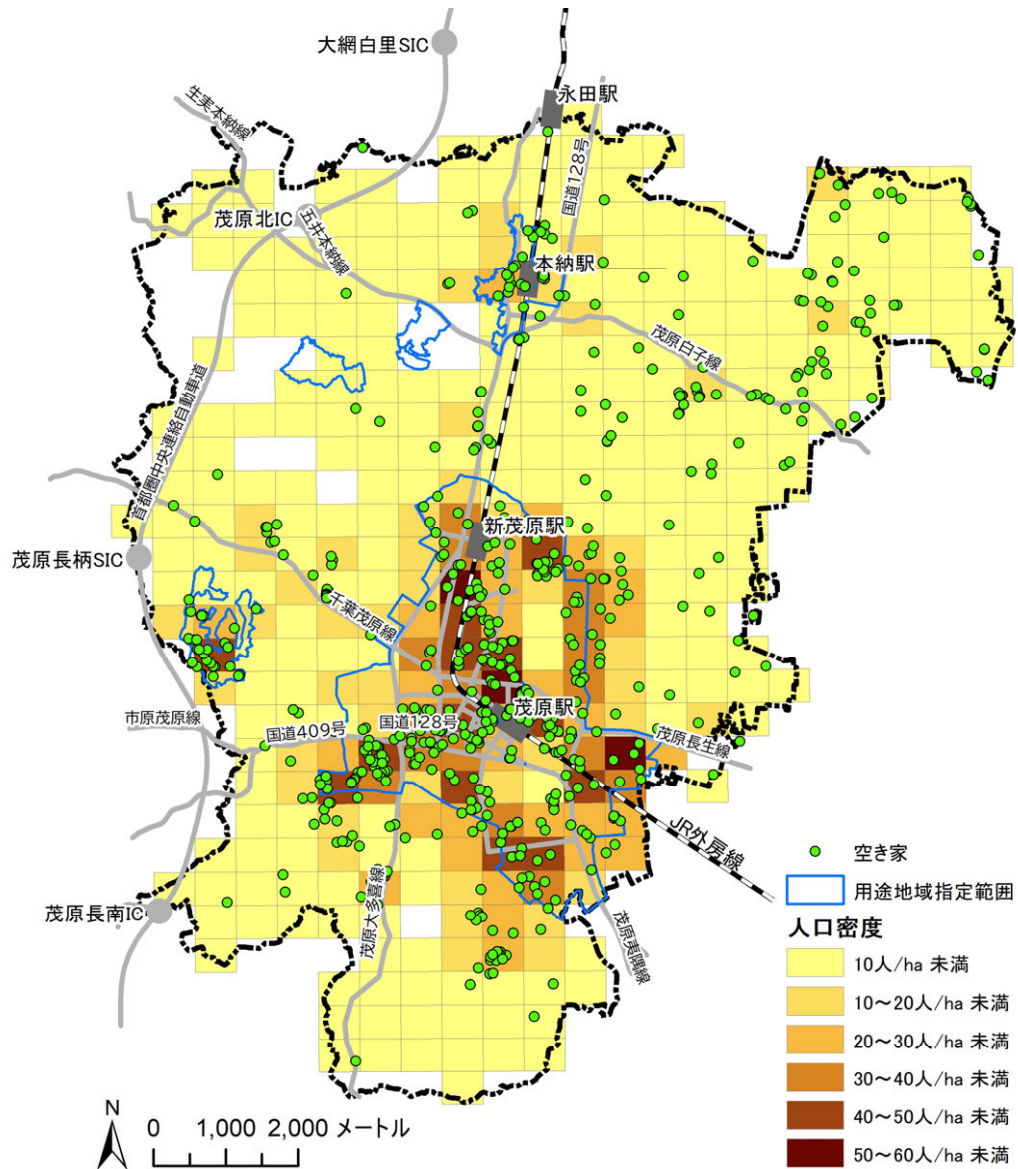 大網白里SIC
永田駅
生実本納線
国道128号
茂原北IC
五井本納線
本納駅
茂原白子線
首都圏中央連絡自動車道
新茂原駅
茂原長柄SIC
千葉茂原線
茂原駅
市原茂原線
国道409号
国道128号
茂原長生線
JR外房線
茂原長南IC
茂原大多喜線
茂原夷隅線
空き家
用途地域指定範囲
人口密度
10人/ha 未満
10～20人/ha 未満
20～30人/ha 未満
30～40人/ha 未満
40～50人/ha 未満
50～60人/ha 未満
N
0 1,000 2,000 メートル